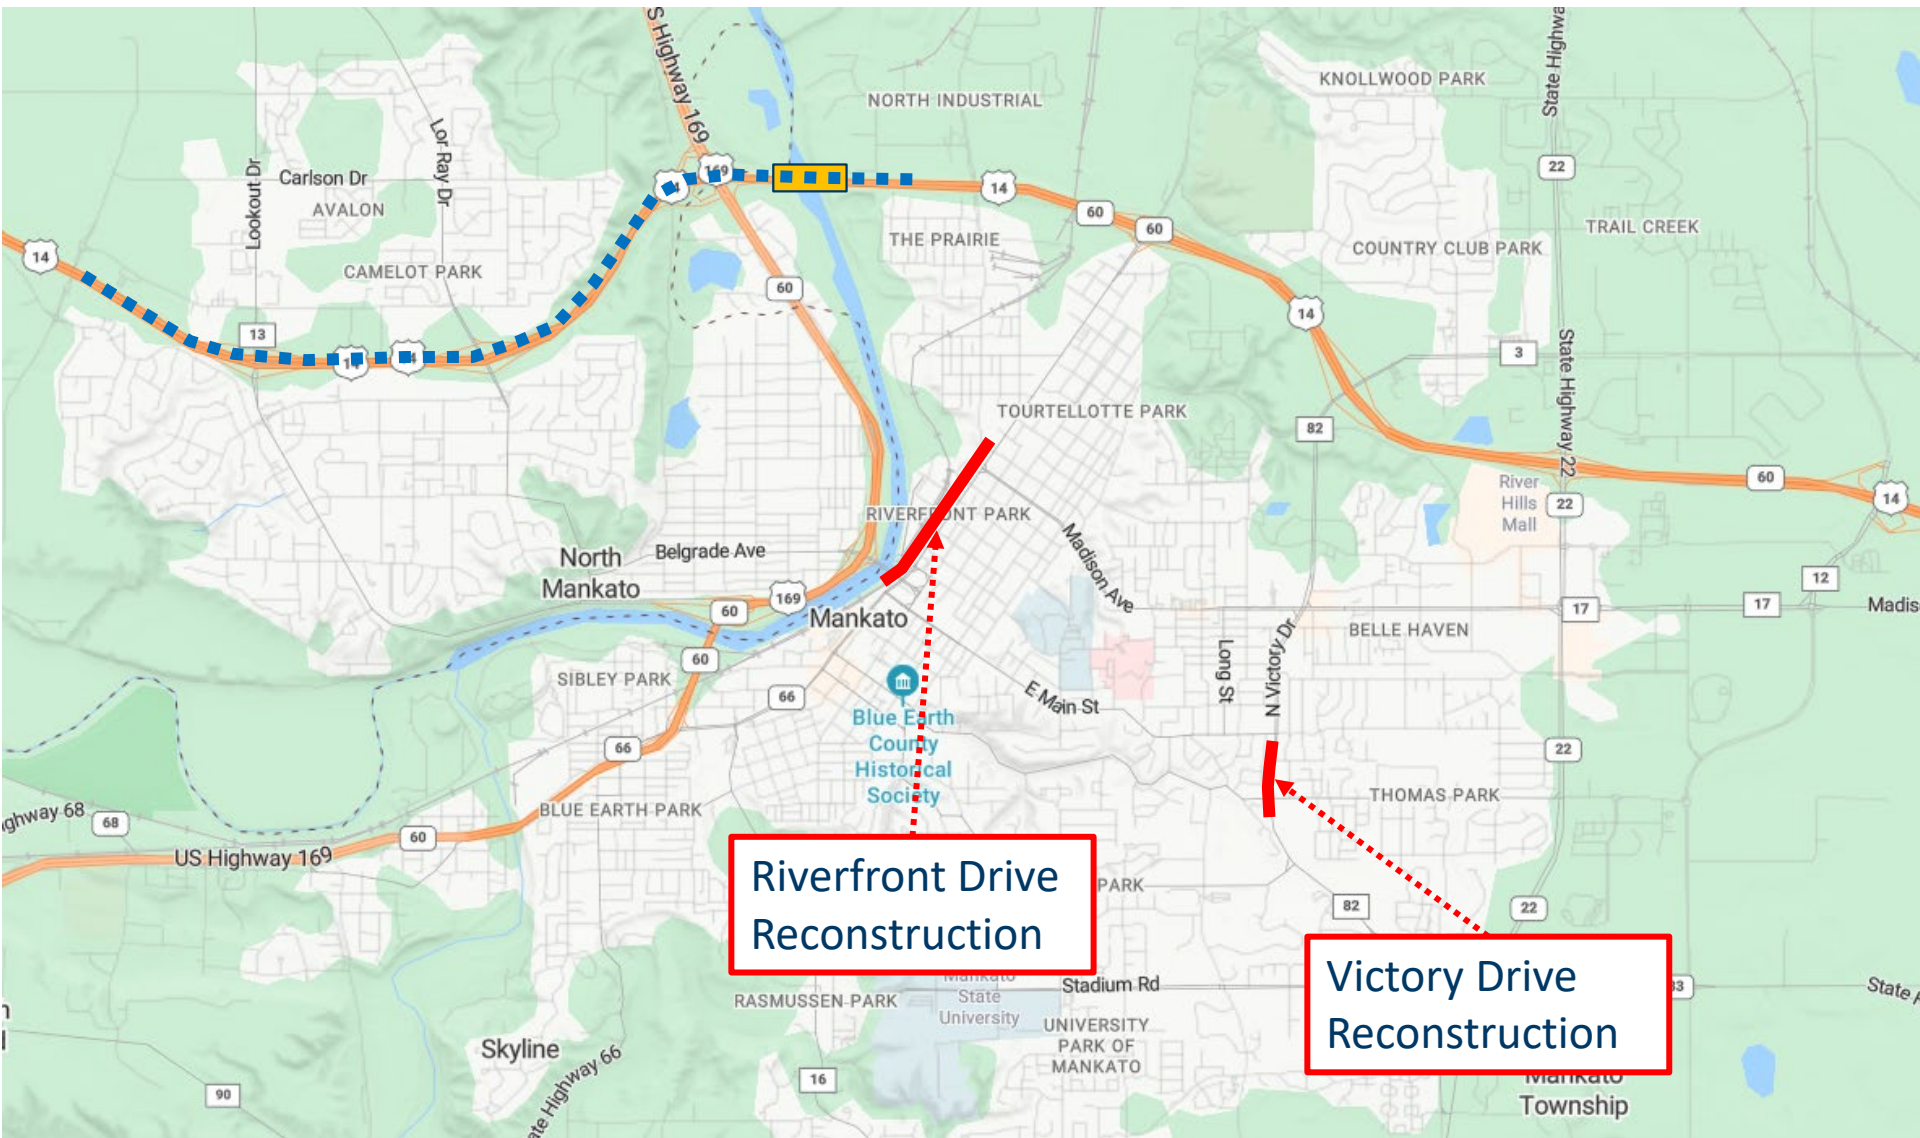 S Highway 169
State Highwa
KNOLLWOOD PARK
NORTH INDUSTRIAL
Lor Ray Dr
Lookout Dr
Carlson Dr
AVALON
169
14
22
60
60
TRAIL CREEK
THE PRAIRIE
COUNTRY CLUB PARK
14
CAMELOT PARK
60
14
13
14
14
3
State Highway 22
TOURTELLOTTE PARK
82
River
Hills
Mall
60
22
14
RIVERFRONT PARK
Madison Ave
North
Mankato
Belgrade Ave
12
169
60
17
17
Madis
Mankato
BELLE HAVEN
N Victory Dr
Long St
60
SIBLEY PARK
66
E Main St
Blue Earth
County
Historical
Society
66
22
THOMAS PARK
BLUE EARTH PARK
ghway 68
68
60
US Highway 169
Riverfront Drive
Reconstruction
PARK
82
22
Victory Drive
Reconstruction
Mankato
State
University
Stadium Rd
33
State
RASMUSSEN PARK
UNIVERSITY
PARK OF
MANKATO
Skyline
ate Highway 66
16
90
Mankato
Township